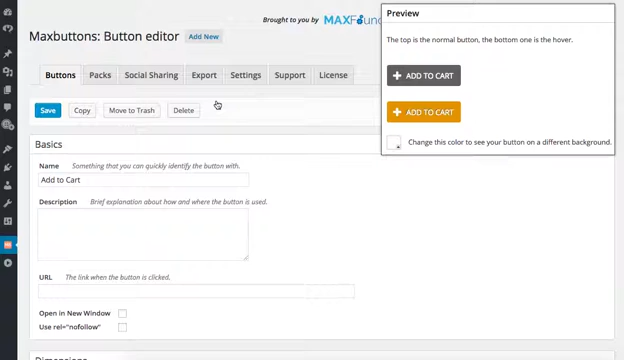 Brought to you by MAXFoun
Maxbuttons: Button editor Add New
Buttons Packs Social Sharing Export Settings Support License
Save Copy Move to Trash Delete
Basics
Name Something that you can quickly identify the button with.
Add to Cart
Description Brief explanation about how and where the button is used.
URL The link when the button is clicked.
Open in New Window
Use rel="nofollow"
Dimensions
Preview
The top is the normal button, the bottom one is the hover.
+ ADD TO CART
+ ADD TO CART
Change this color to see your button on a different background.